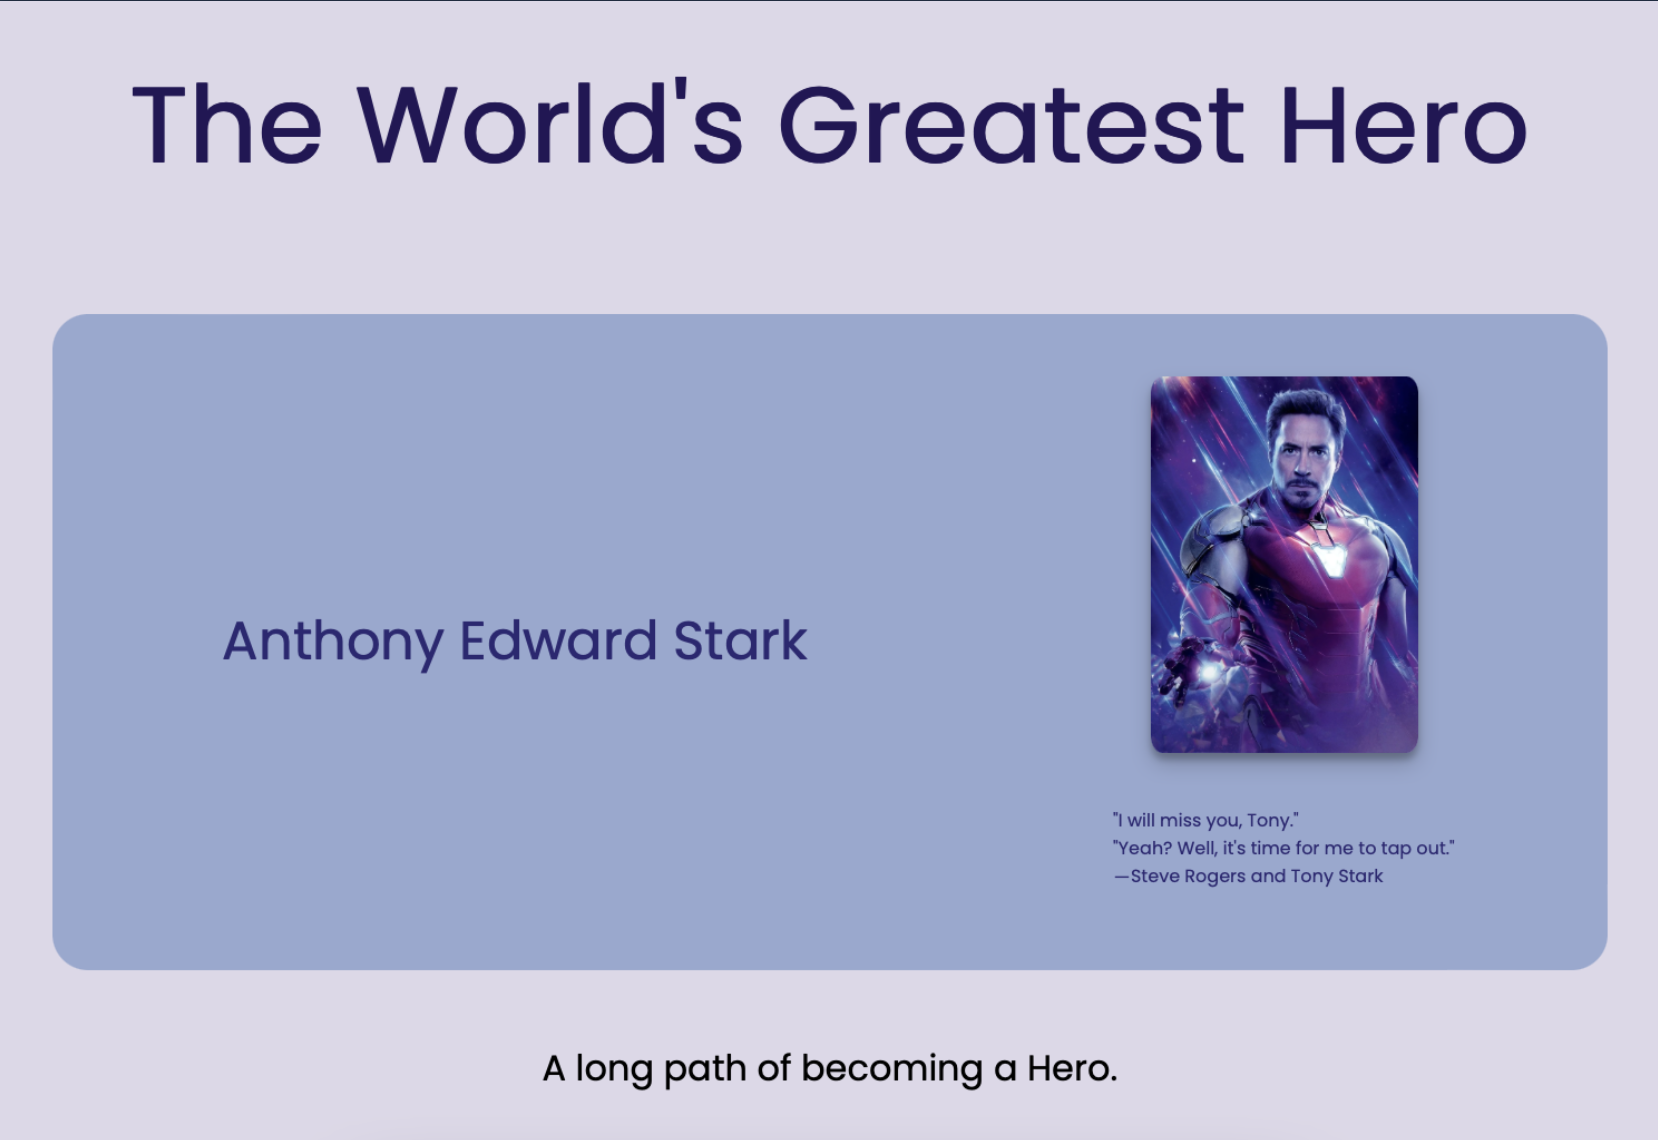 The World's Greatest Hero
Anthony Edward Stark
"I will miss you, Tony."
"Yeah? Well, it's time for me to tap out."
—Steve Rogers and Tony Stark
A long path of becoming a Hero.